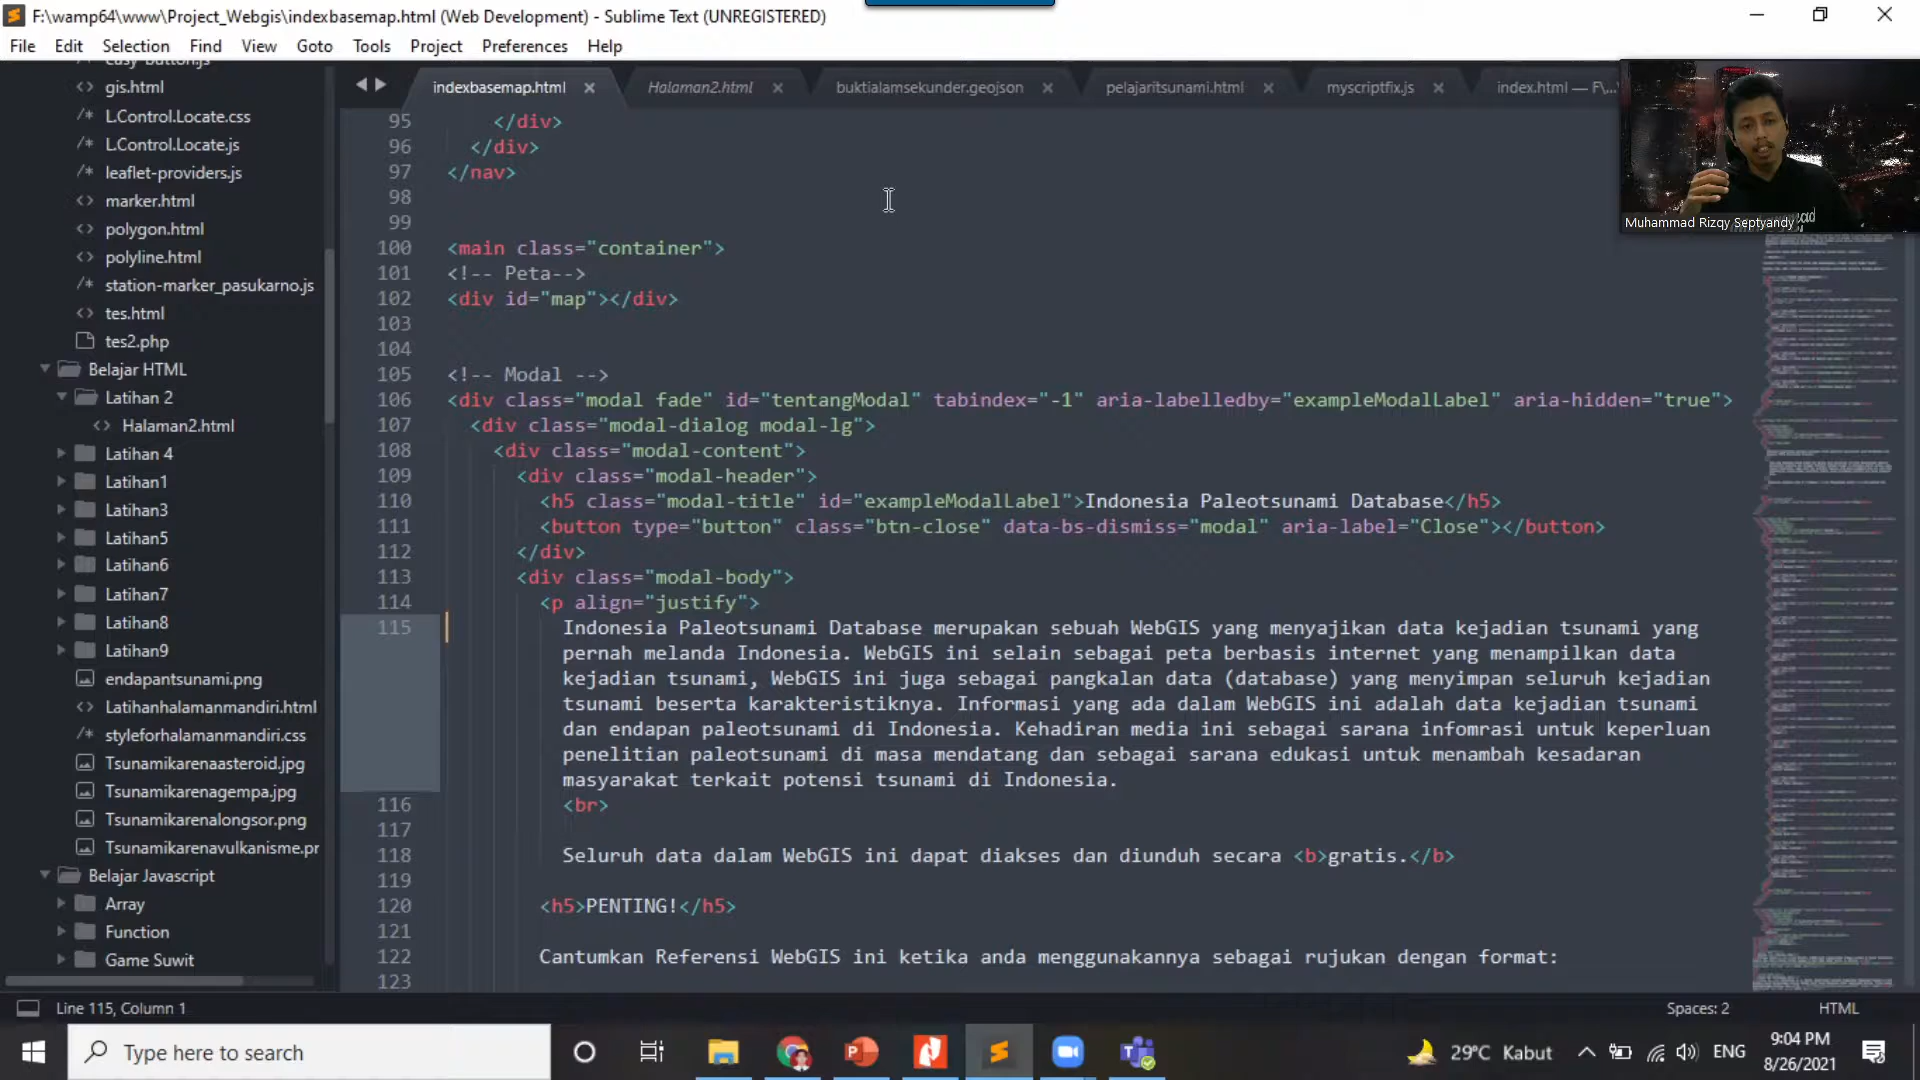 F:\wamp64\www\Project_Webgis\indexbasemap.html (Web Development) - Sublime Text (UNREGISTERED)
File Edit Selection Find View Goto Tools Project Preferences Help
easy-button.js
gis.html
L.Control.Locate.css
L.Control.Locate.js
leaflet-providers.js
marker.html
polygon.html
polyline.html
station-marker_pasukarno.js
tes.html
tes2.php
Belajar HTML
Latihan 2
Halaman2.html
Latihan 4
Latihan1
Latihan3
Latihan5
Latihan6
Latihan7
Latihan8
Latihan9
endapantsunami.png
Latihanhalamanmandiri.html
styleforhalamanmandiri.css
Tsunamikarenaasteroid.jpg
Tsunamikarenagempa.jpg
Tsunamikarenalongsor.png
Tsunamikarenavulkanisme.pr
Belajar Javascript
Array
Function
Game Suwit
indexbasemap.html Halaman2.html buktialamsekunder.geojson pelajaritsunami.html myscriptfix.js index.html — F\...
Muhammad Rizqy Septyandy
95 </div>
96 </div>
97 </nav>
98
99
100 <main class="container">
101 <!-- Peta-->
102 <div id="map"></div>
103
104
105 <!-- Modal -->
106 <div class="modal fade" id="tentangModal" tabindex="-1" aria-labelledby="exampleModalLabel" aria-hidden="true">
107 <div class="modal-dialog modal-lg">
108 <div class="modal-content">
109 <div class="modal-header">
110 <h5 class="modal-title" id="exampleModalLabel">Indonesia Paleotsunami Database</h5>
111 <button type="button" class="btn-close" data-bs-dismiss="modal" aria-label="Close"></button>
112 </div>
113 <div class="modal-body">
114 <p align="justify">
115 Indonesia Paleotsunami Database merupakan sebuah WebGIS yang menyajikan data kejadian tsunami yang
pernah melanda Indonesia. WebGIS ini selain sebagai peta berbasis internet yang menampilkan data
kejadian tsunami, WebGIS ini juga sebagai pangkalan data (database) yang menyimpan seluruh kejadian
tsunami beserta karakteristiknya. Informasi yang ada dalam WebGIS ini adalah data kejadian tsunami
dan endapan paleotsunami di Indonesia. Kehadiran media ini sebagai sarana infomrasi untuk keperluan
penelitian paleotsunami di masa mendatang dan sebagai sarana edukasi untuk menambah kesadaran
masyarakat terkait potensi tsunami di Indonesia.
116 <br>
117
118 Seluruh data dalam WebGIS ini dapat diakses dan diunduh secara <b>gratis.</b>
119
120 <h5>PENTING!</h5>
121
122 Cantumkan Referensi WebGIS ini ketika anda menggunakannya sebagai rujukan dengan format:
123
Line 115, Column 1 Spaces: 2 HTML
Type here to search
29°C Kabut ENG 9:04 PM
8/26/2021